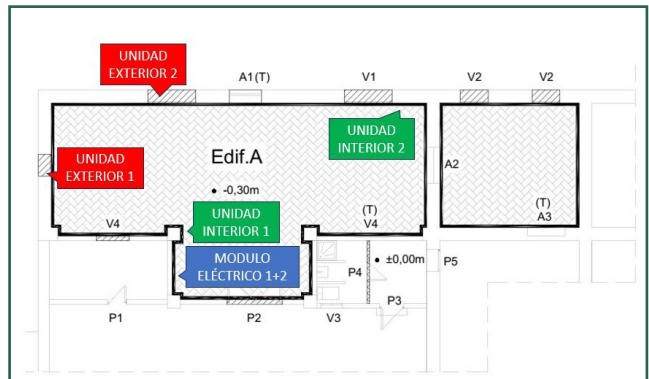 UNIDAD
EXTERIOR 2
A1(T)
V1
V2
V2
UNIDAD
INTERIOR 2
Edif.A
UNIDAD
EXTERIOR 1
A2
-0,30m
UNIDAD
INTERIOR 1
V4
(T)
V4
(T)
A3
MODULO
ELÉCTRICO 1+2
±0,00m
P4
P5
P3
P1
P2
V3